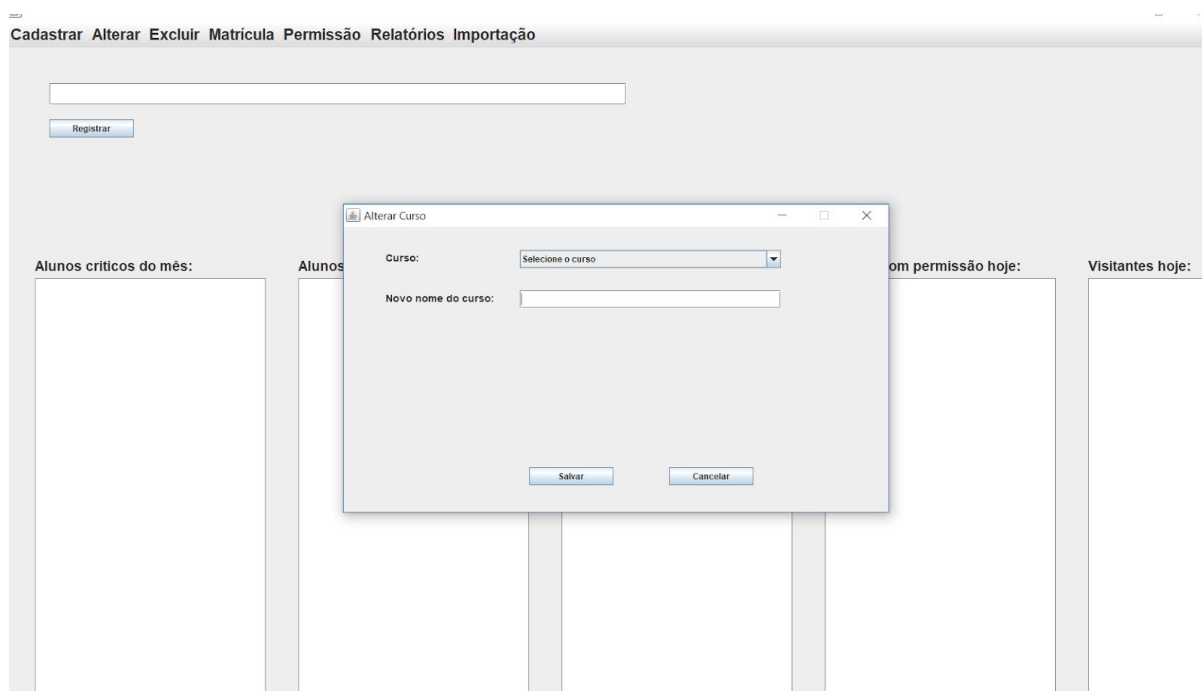 Cadastrar Alterar Excluir Matrícula Permissão Relatórios Importação
Registrar
Alterar Curso
Curso: Selecione o curso
Novo nome do curso:
Salvar Cancelar
Alunos criticos do mês: Alunos om permissão hoje: Visitantes hoje: